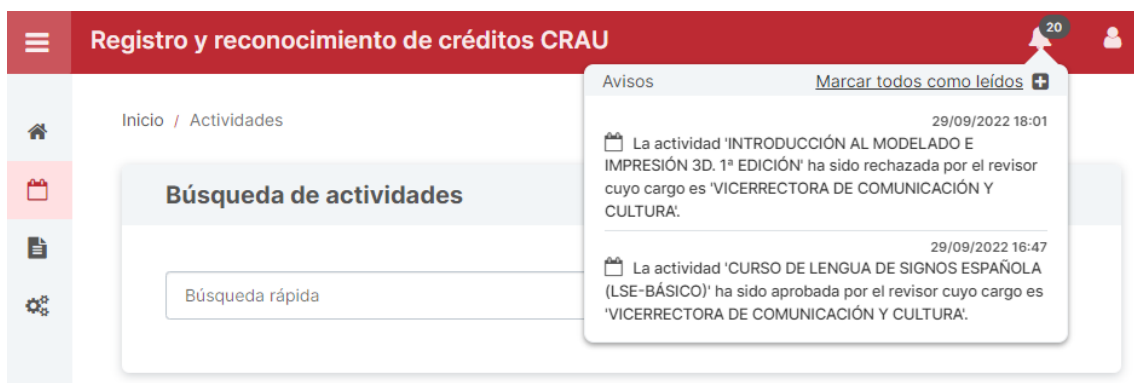 Registro y reconocimiento de créditos CRAU
20
Avisos
Marcar todos como leídos
Inicio / Actividades
29/09/2022 18:01
La actividad 'INTRODUCCIÓN AL MODELADO E
IMPRESIÓN 3D. 1ª EDICIÓN' ha sido rechazada por el revisor
cuyo cargo es 'VICERRECTORA DE COMUNICACIÓN Y
CULTURA'.
29/09/2022 16:47
La actividad 'CURSO DE LENGUA DE SIGNOS ESPAÑOLA
(LSE-BÁSICO)' ha sido aprobada por el revisor cuyo cargo es
'VICERRECTORA DE COMUNICACIÓN Y CULTURA'.
Búsqueda de actividades
Búsqueda rápida